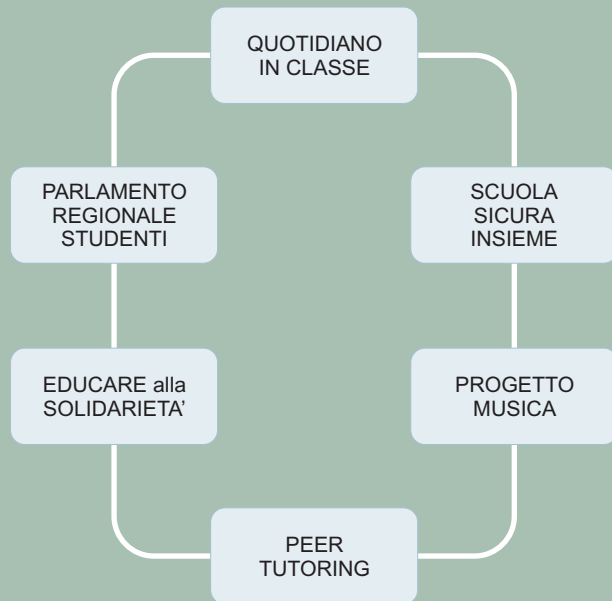 QUOTIDIANO
IN CLASSE
PARLAMENTO
REGIONALE
STUDENTI
SCUOLA
SICURA
INSIEME
EDUCARE alla
SOLIDARIETA’
PROGETTO
MUSICA
PEER
TUTORING